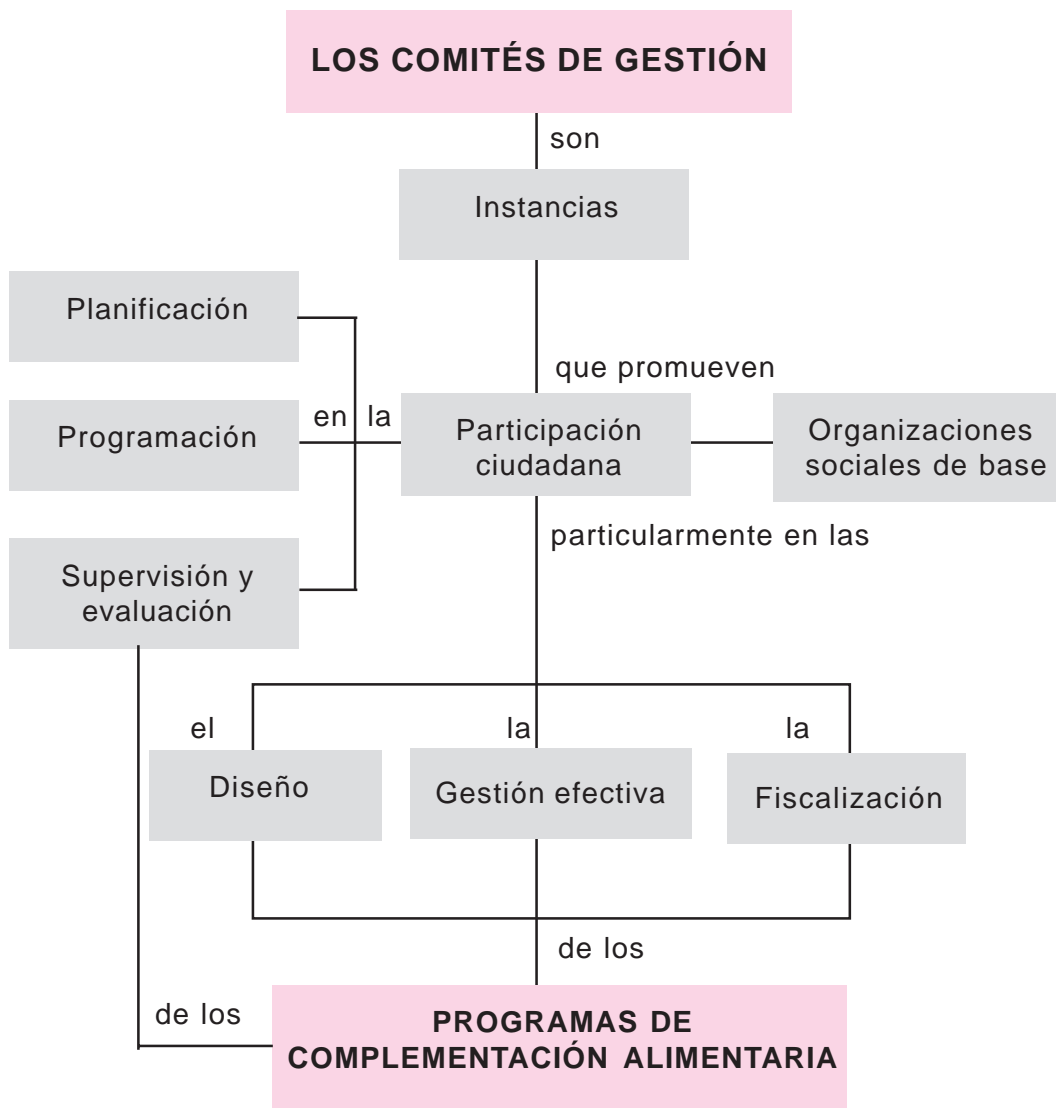 LOS COMITÉS DE GESTIÓN
son
Instancias
Planificación
que promueven
Programación
en la
Participación
ciudadana
Organizaciones
sociales de base
particularmente en las
Supervisión y
evaluación
el
la
la
Diseño
Gestión efectiva
Fiscalización
de los
de los
PROGRAMAS DE
COMPLEMENTACIÓN ALIMENTARIA